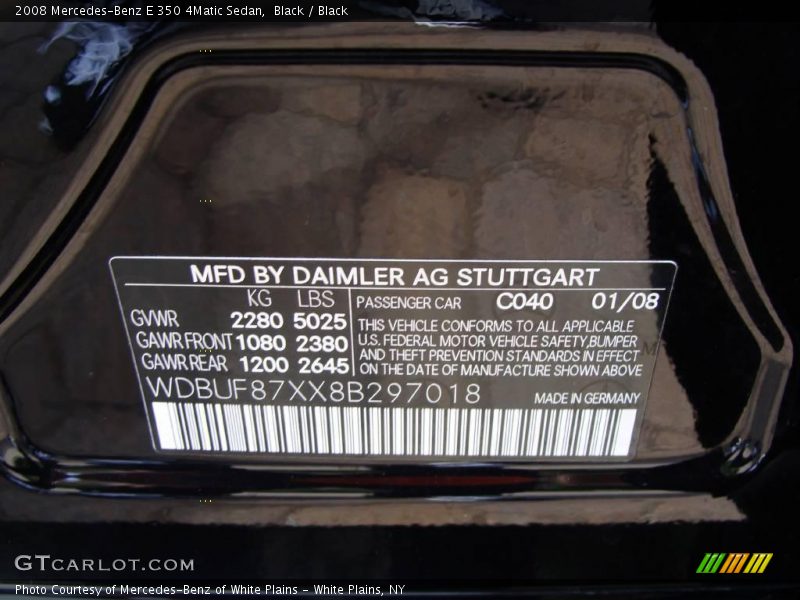 2008 Mercedes-Benz E 350 4Matic Sedan, Black / Black
MFD BY DAIMLER AG STUTTGART
KG LBS
GVWR 2280 5025
GAWR FRONT 1080 2380
GAWR REAR 1200 2645
PASSENGER CAR C040 01/08
THIS VEHICLE CONFORMS TO ALL APPLICABLE
U.S. FEDERAL MOTOR VEHICLE SAFETY,BUMPER
AND THEFT PREVENTION STANDARDS IN EFFECT
ON THE DATE OF MANUFACTURE SHOWN ABOVE
WDBUF87XX8B297018
MADE IN GERMANY
GTCARLOT.COM
Photo Courtesy of Mercedes-Benz of White Plains - White Plains, NY